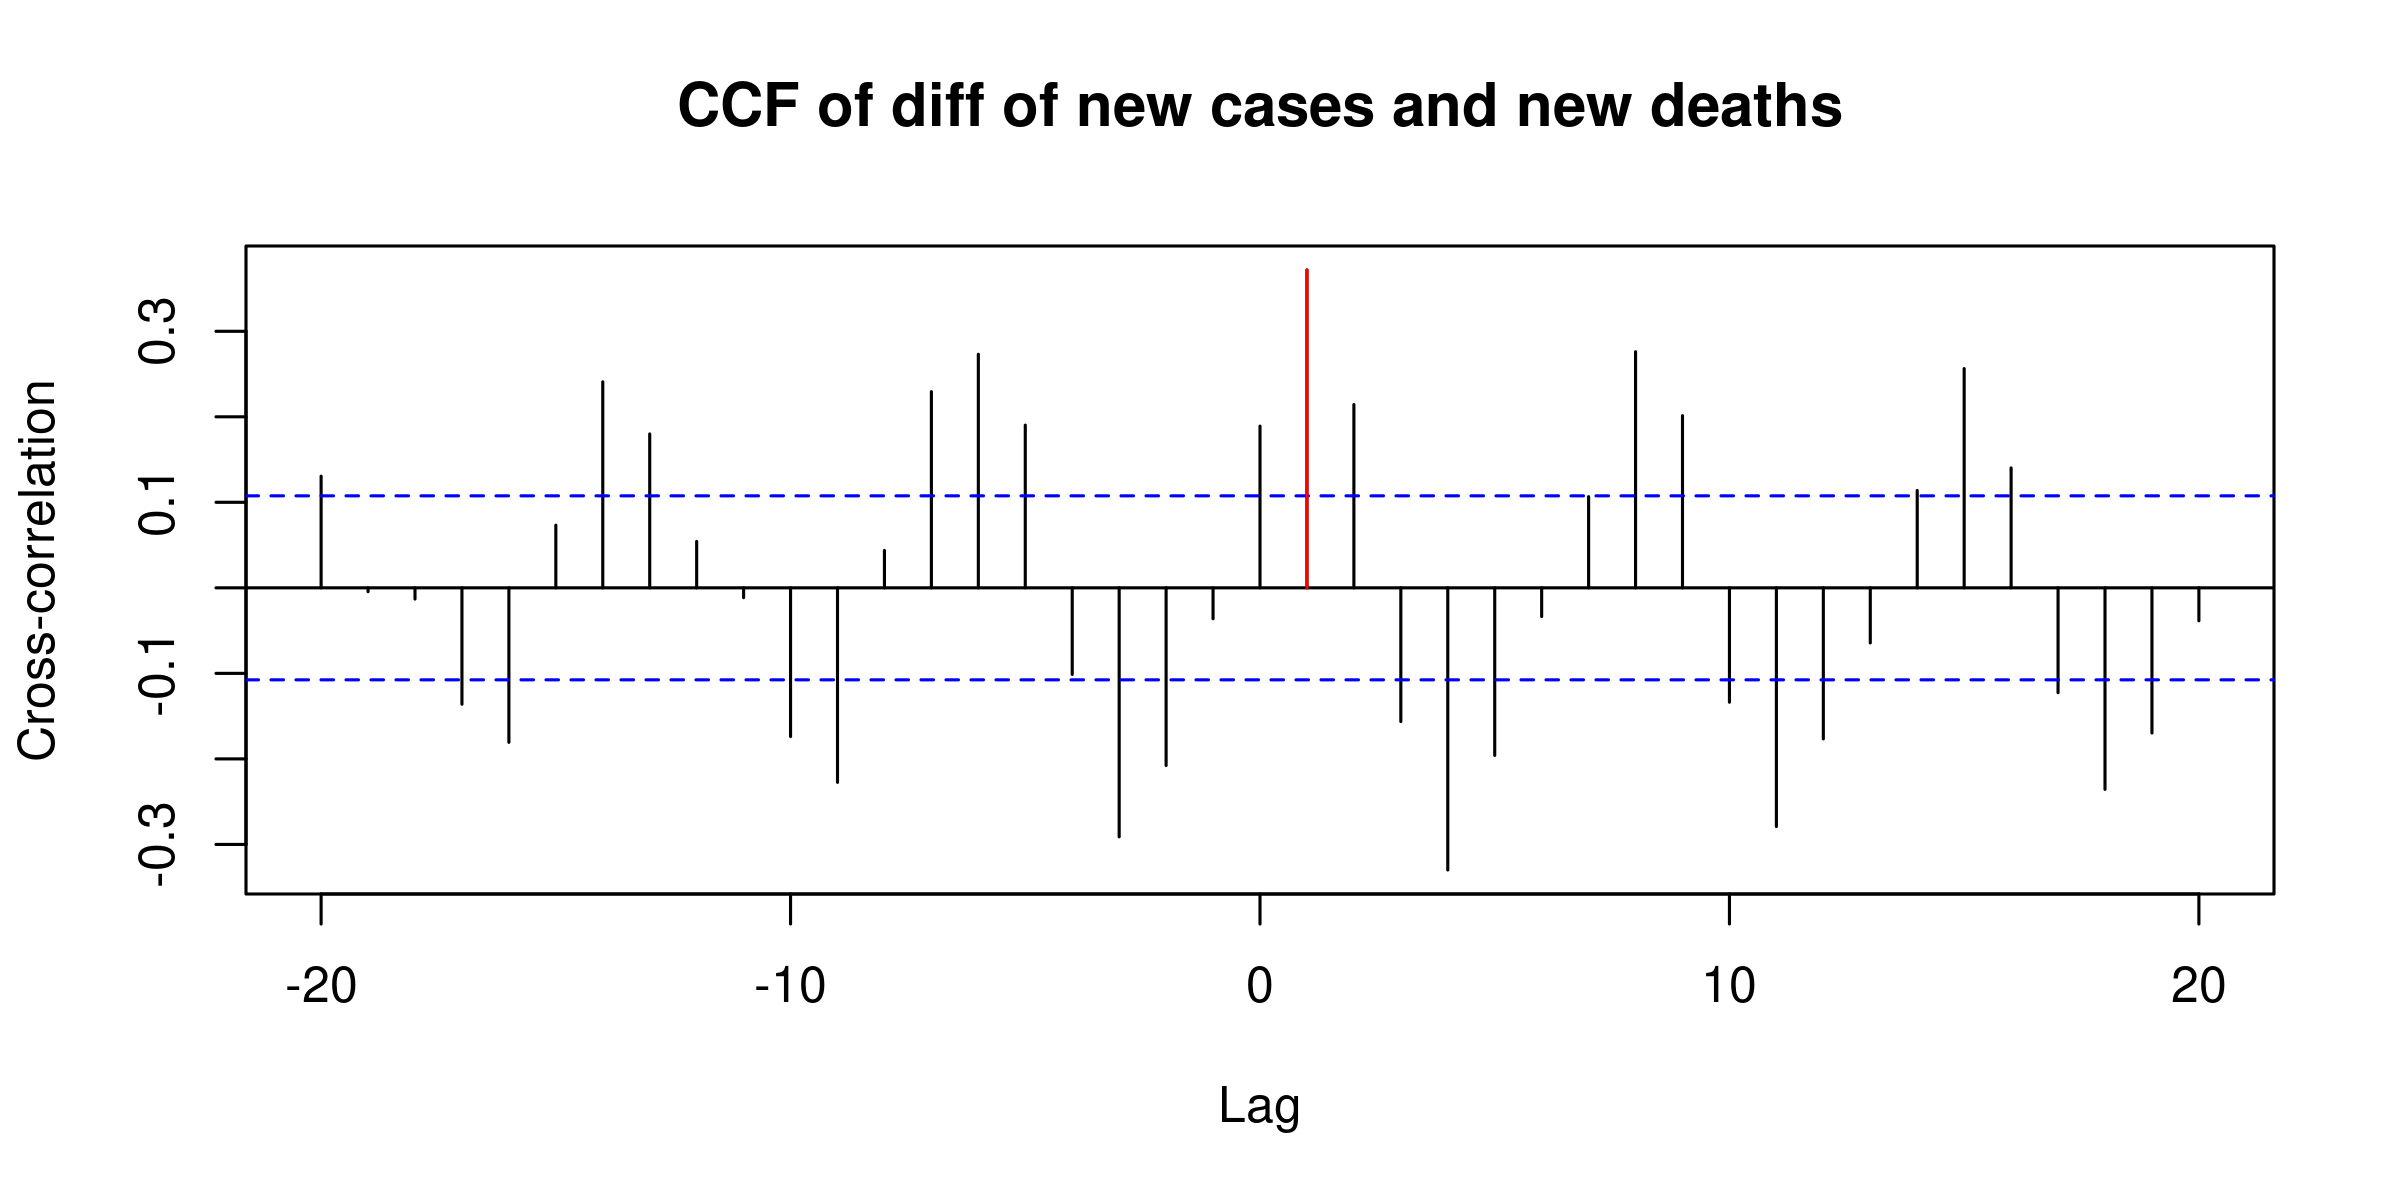 CCF of diff of new cases and new deaths
Cross-correlation
0.3
0.1
-0.1
-0.3
-20 -10 0 10 20
Lag